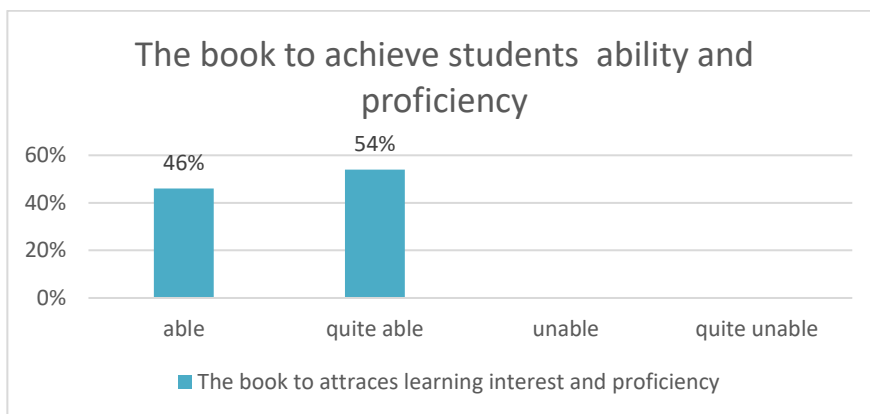 The book to achieve students ability and
proficiency
60%
40%
20%
0%
46%
54%
able
quite able
unable
quite unable
The book to attraces learning interest and proficiency